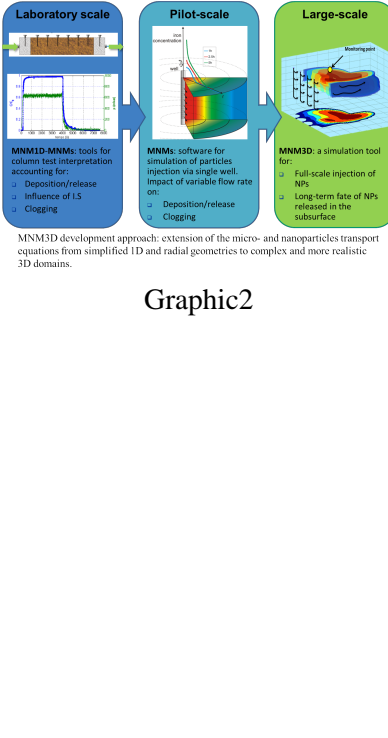 Laboratory scale
MNM1D-MNMs: tools for
column test interpretation
accounting for:
Deposition/release
Influence of I.S
Clogging
Pilot-scale
iron
concentration
well
MNMs: software for
simulation of particles
injection via single well.
Impact of variable flow rate
on:
Deposition/release
Clogging
Large-scale
Monitoring point
MNM3D: a simulation tool
for:
Full-scale injection of
NPs
Long-term fate of NPs
released in the
subsurface
MNM3D development approach: extension of the micro- and nanoparticles transport
equations from simplified 1D and radial geometries to complex and more realistic
3D domains.
Graphic2